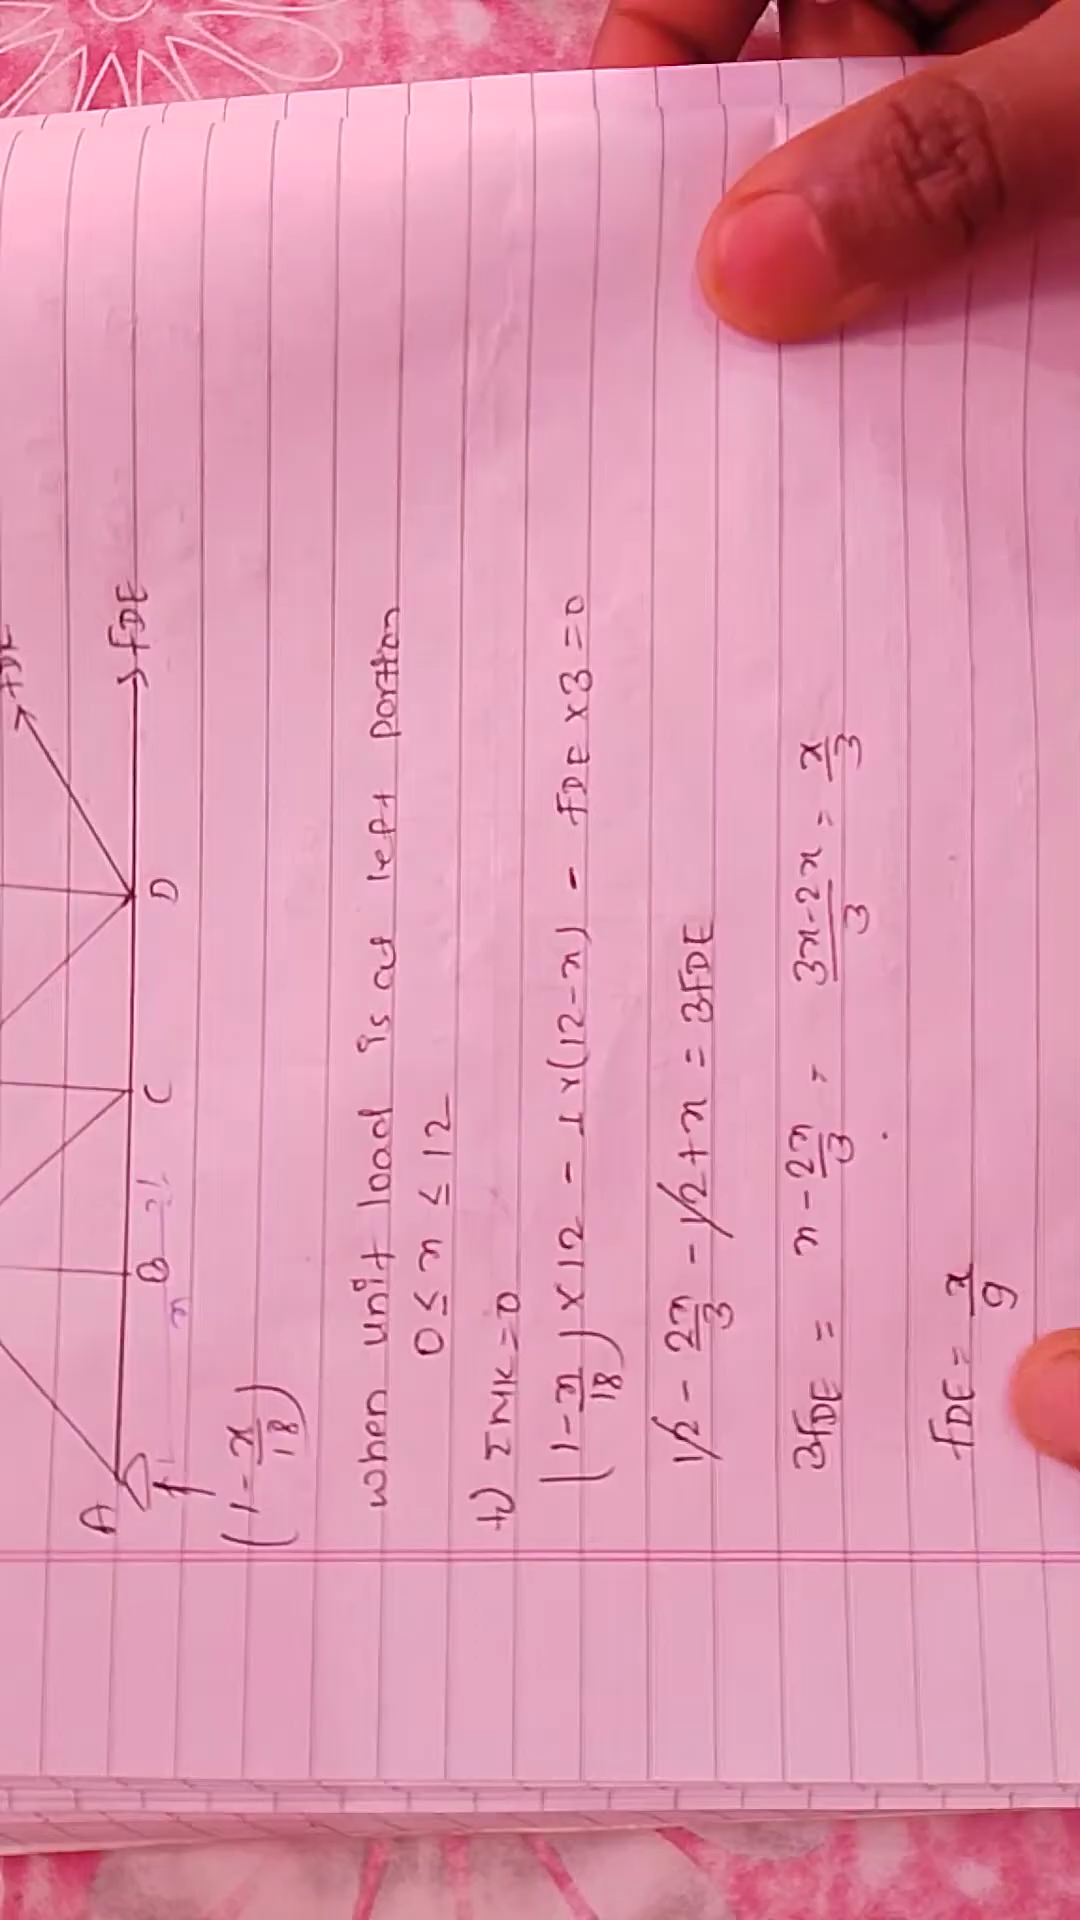 FDE
A
B
C
D
x
(1 - x/18)
when unit load is at left portion
0 ≤ x ≤ 12
+↻ ΣMK = 0
(1 - x/18) × 12 - 1 × (12 - x) - FDE × 3 = 0
12 - 2x/3 - 12 + x = 3FDE
3FDE = x - 2x/3 = 3x - 2x/3 = x/3
FDE = x/9